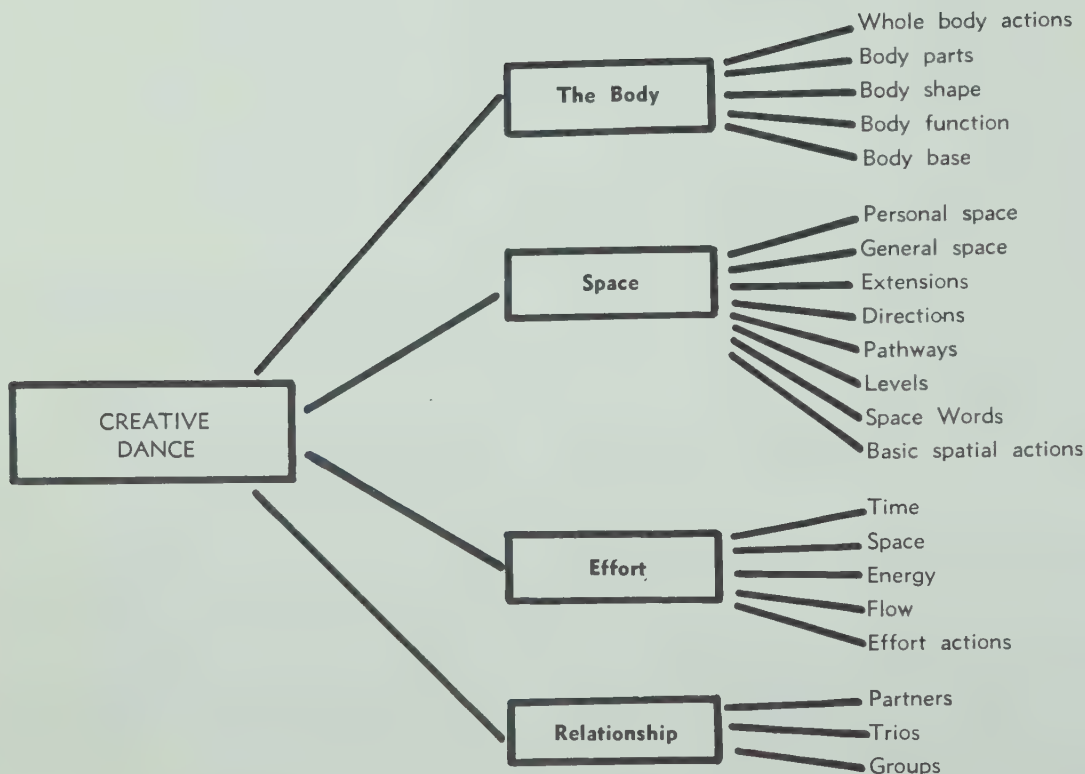 CREATIVE
DANCE
The Body
Whole body actions
Body parts
Body shape
Body function
Body base
Space
Personal space
General space
Extensions
Directions
Pathways
Levels
Space Words
Basic spatial actions
Effort
Time
Space
Energy
Flow
Effort actions
Relationship
Partners
Trios
Groups